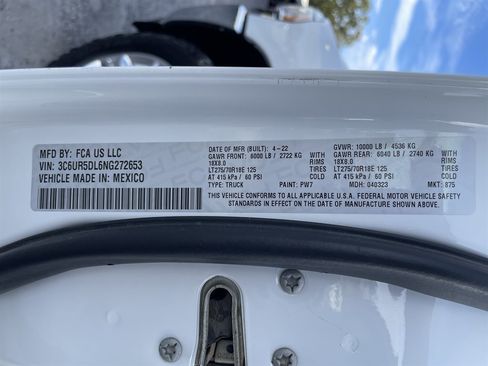 MFD BY: FCA US LLC
VIN: 3C6UR5DL6NG272653
VEHICLE MADE IN: MEXICO
DATE OF MFR (BUILT): 4-22 GVWR: 10000 LB / 4536 KG
GAWR FRONT: 6000 LB / 2722 KG GAWR REAR: 6040 LB / 2740 KG
18X8.0 RIMS 18X8.0 RIMS
LT275/70R18E 125 TIRES LT275/70R18E 125 TIRES
AT 415 kPa / 60 PSI COLD AT 415 kPa / 60 PSI COLD
TYPE: TRUCK PAINT: PW7 MDH: 040323 MKT: 875
THIS VEHICLE CONFORMS TO ALL APPLICABLE U.S.A. FEDERAL MOTOR VEHICLE SAFETY
STANDARDS IN EFFECT ON THE DATE OF MANUFACTURE SHOWN ABOVE.